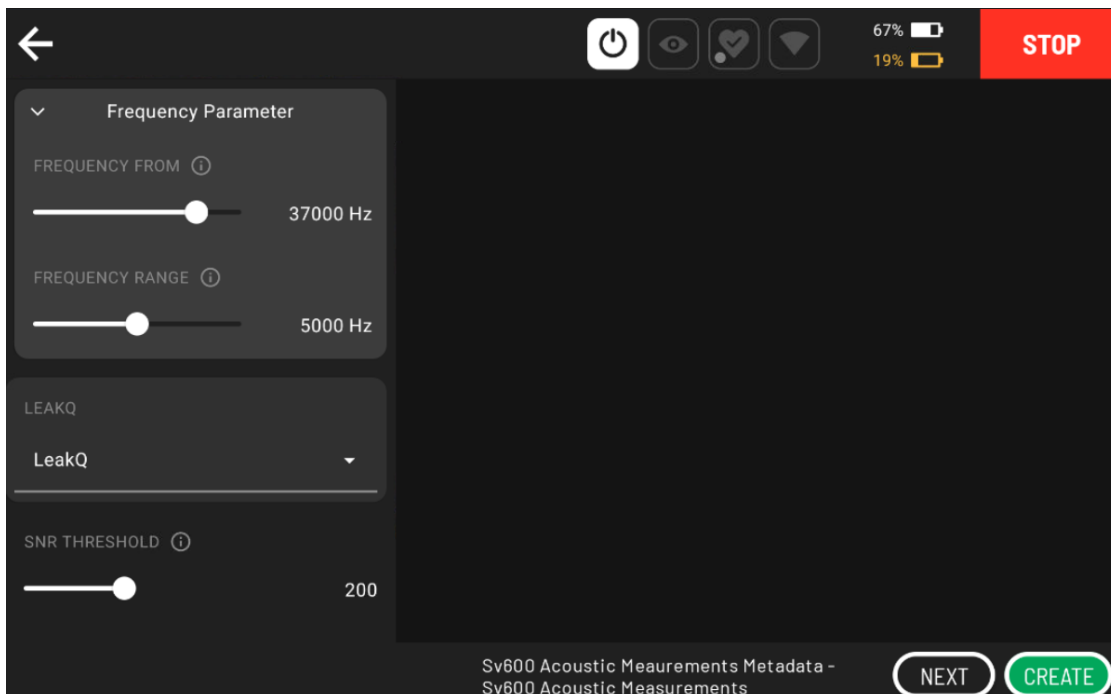 67%
19%
STOP
Frequency Parameter
FREQUENCY FROM
37000 Hz
FREQUENCY RANGE
5000 Hz
LEAKQ
LeakQ
SNR THRESHOLD
200
Sv600 Acoustic Meaurements Metadata -
Sv600 Acoustic Measurements
NEXT
CREATE